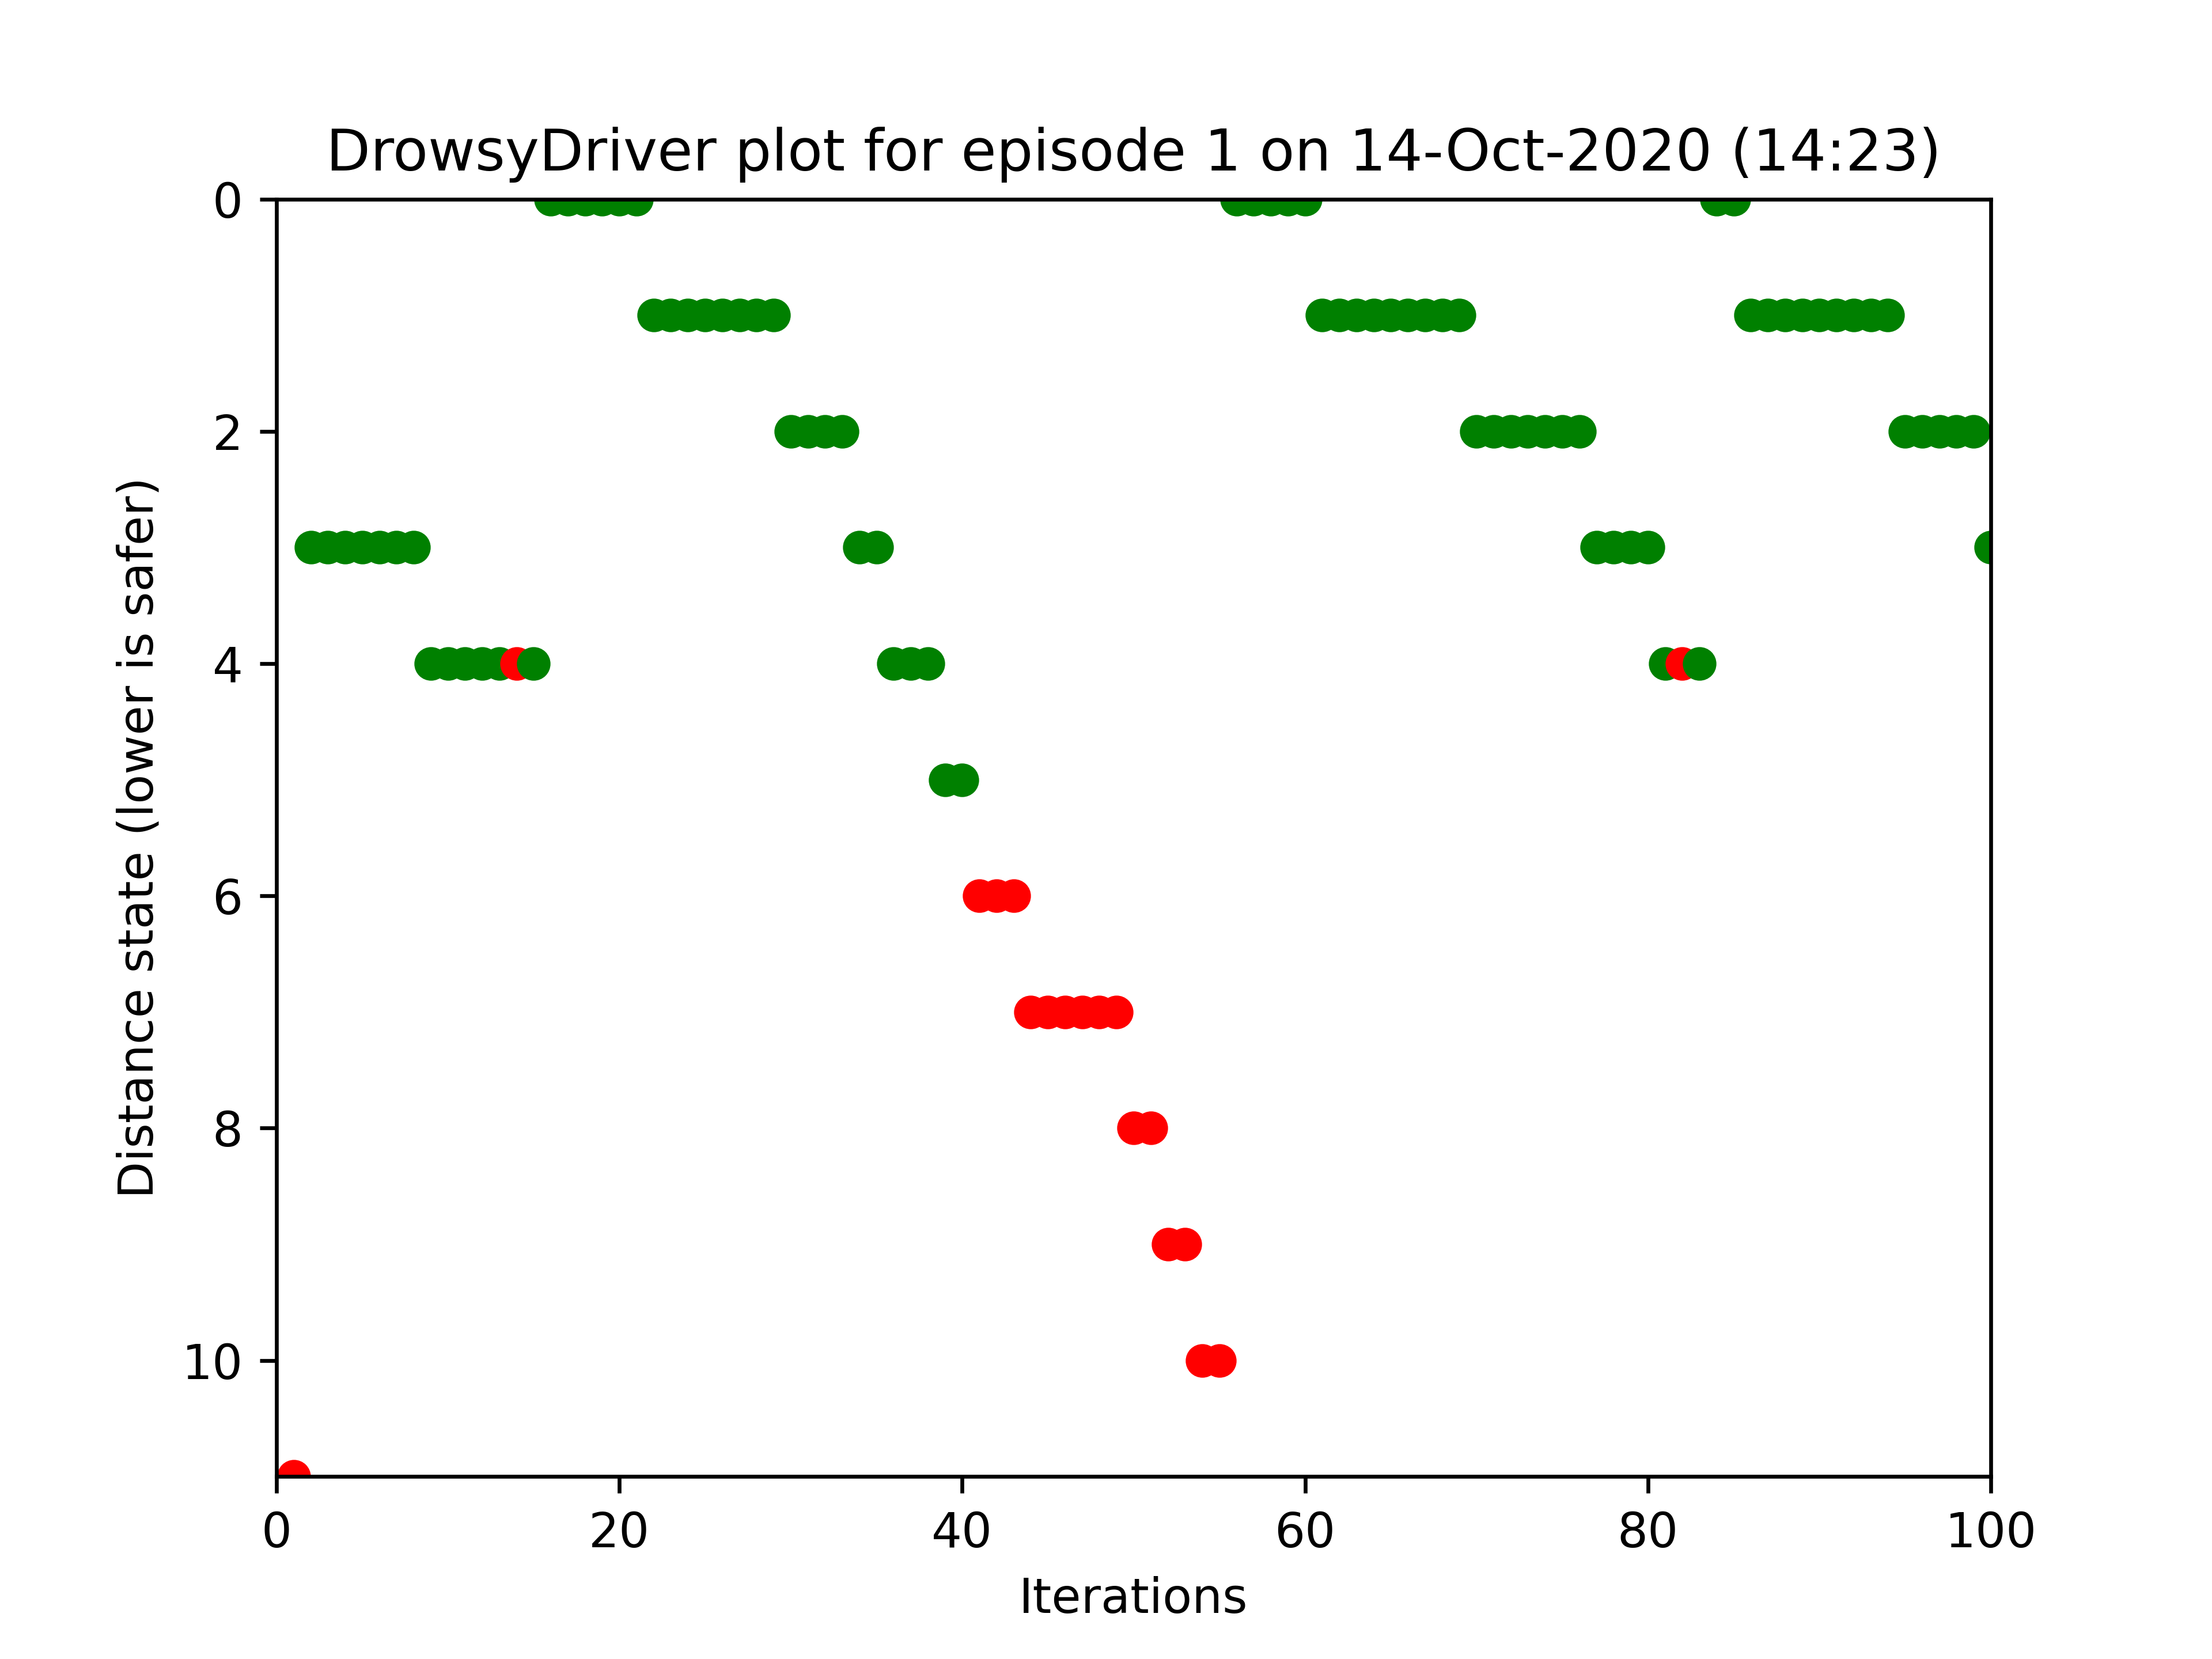 DrowsyDriver plot for episode 1 on 14-Oct-2020 (14:23)
Distance state (lower is safer)
0
2
4
6
8
10
0 20 40 60 80 100
Iterations